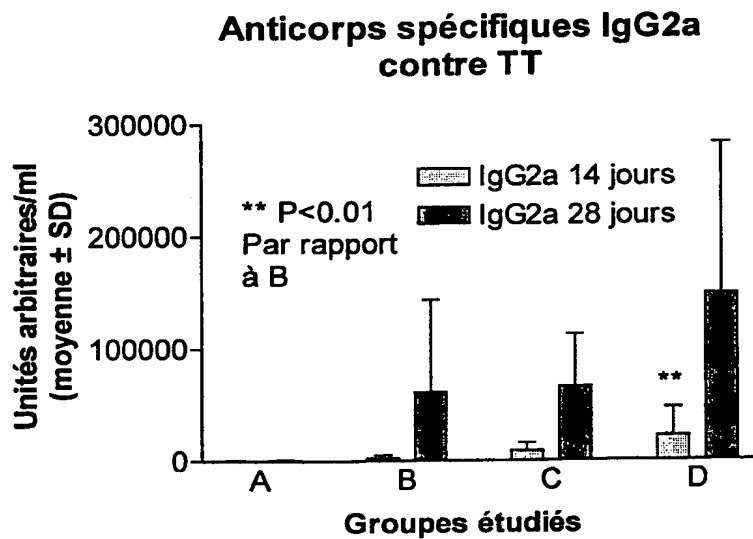 Anticorps spécifiques IgG2a
contre TT
300000
200000
100000
0
Unités arbitraires/ml
(moyenne ± SD)
** P<0.01
Par rapport
à B
IgG2a 14 jours
IgG2a 28 jours
**
A B C D
Groupes étudiés